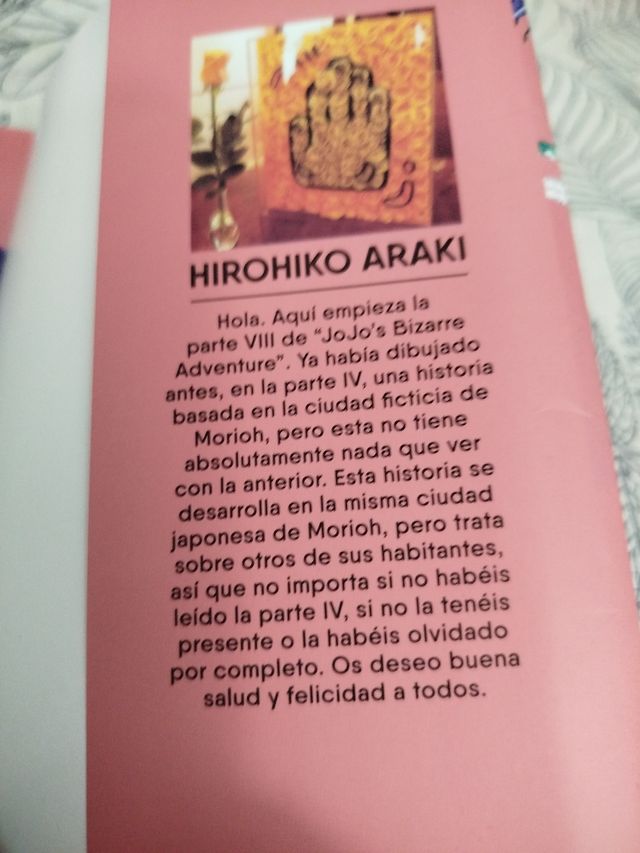 HIROHIKO ARAKI
Hola. Aquí empieza la
parte VIII de “JoJo’s Bizarre
Adventure”. Ya había dibujado
antes, en la parte IV, una historia
basada en la ciudad ficticia de
Morioh, pero esta no tiene
absolutamente nada que ver
con la anterior. Esta historia se
desarrolla en la misma ciudad
japonesa de Morioh, pero trata
sobre otros de sus habitantes,
así que no importa si no habéis
leído la parte IV, si no la tenéis
presente o la habéis olvidado
por completo. Os deseo buena
salud y felicidad a todos.